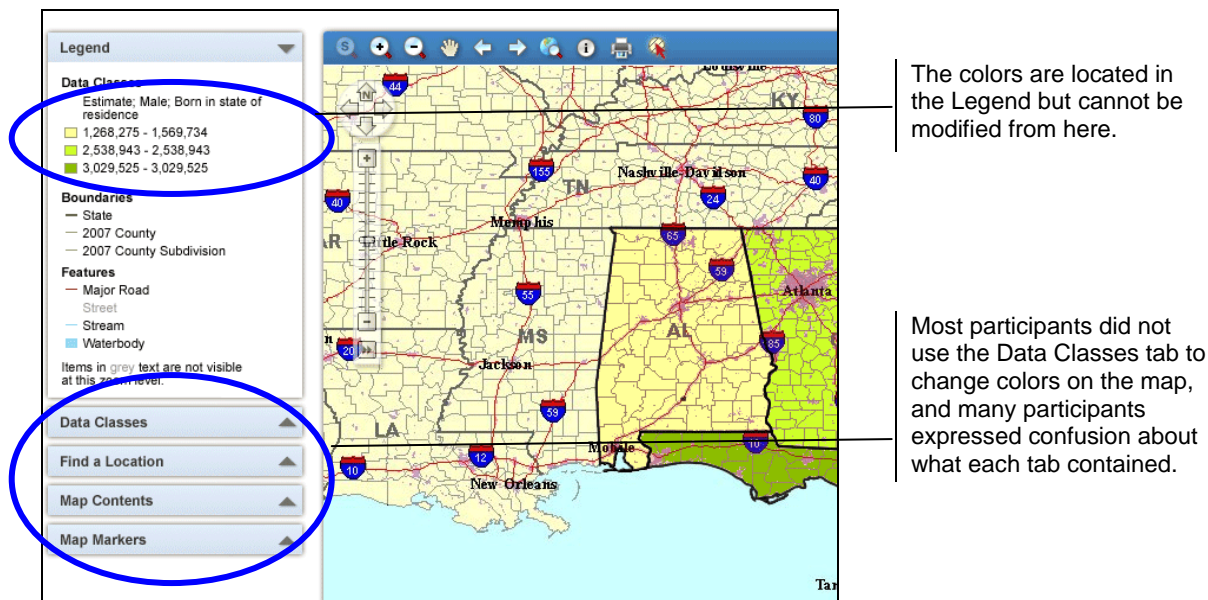 Legend
Data Classes
Estimate; Male; Born in state of
residence
1,268,275 - 1,569,734
2,538,943 - 2,538,943
3,029,525 - 3,029,525
Boundaries
State
2007 County
2007 County Subdivision
Features
Major Road
Street
Stream
Waterbody
Items in grey text are not visible
at this zoom level.
Data Classes
Find a Location
Map Contents
Map Markers
S
N
Louisville
44
KY
80
155
Nashville-Davidson
TN
40
24
40
Memphis
65
AR
Little Rock
59
55
Atlanta
MS
AL
20
85
Jackson
59
LA
Mobile
10
12
10
New Orleans
The colors are located in
the Legend but cannot be
modified from here.
Most participants did not
use the Data Classes tab to
change colors on the map,
and many participants
expressed confusion about
what each tab contained.